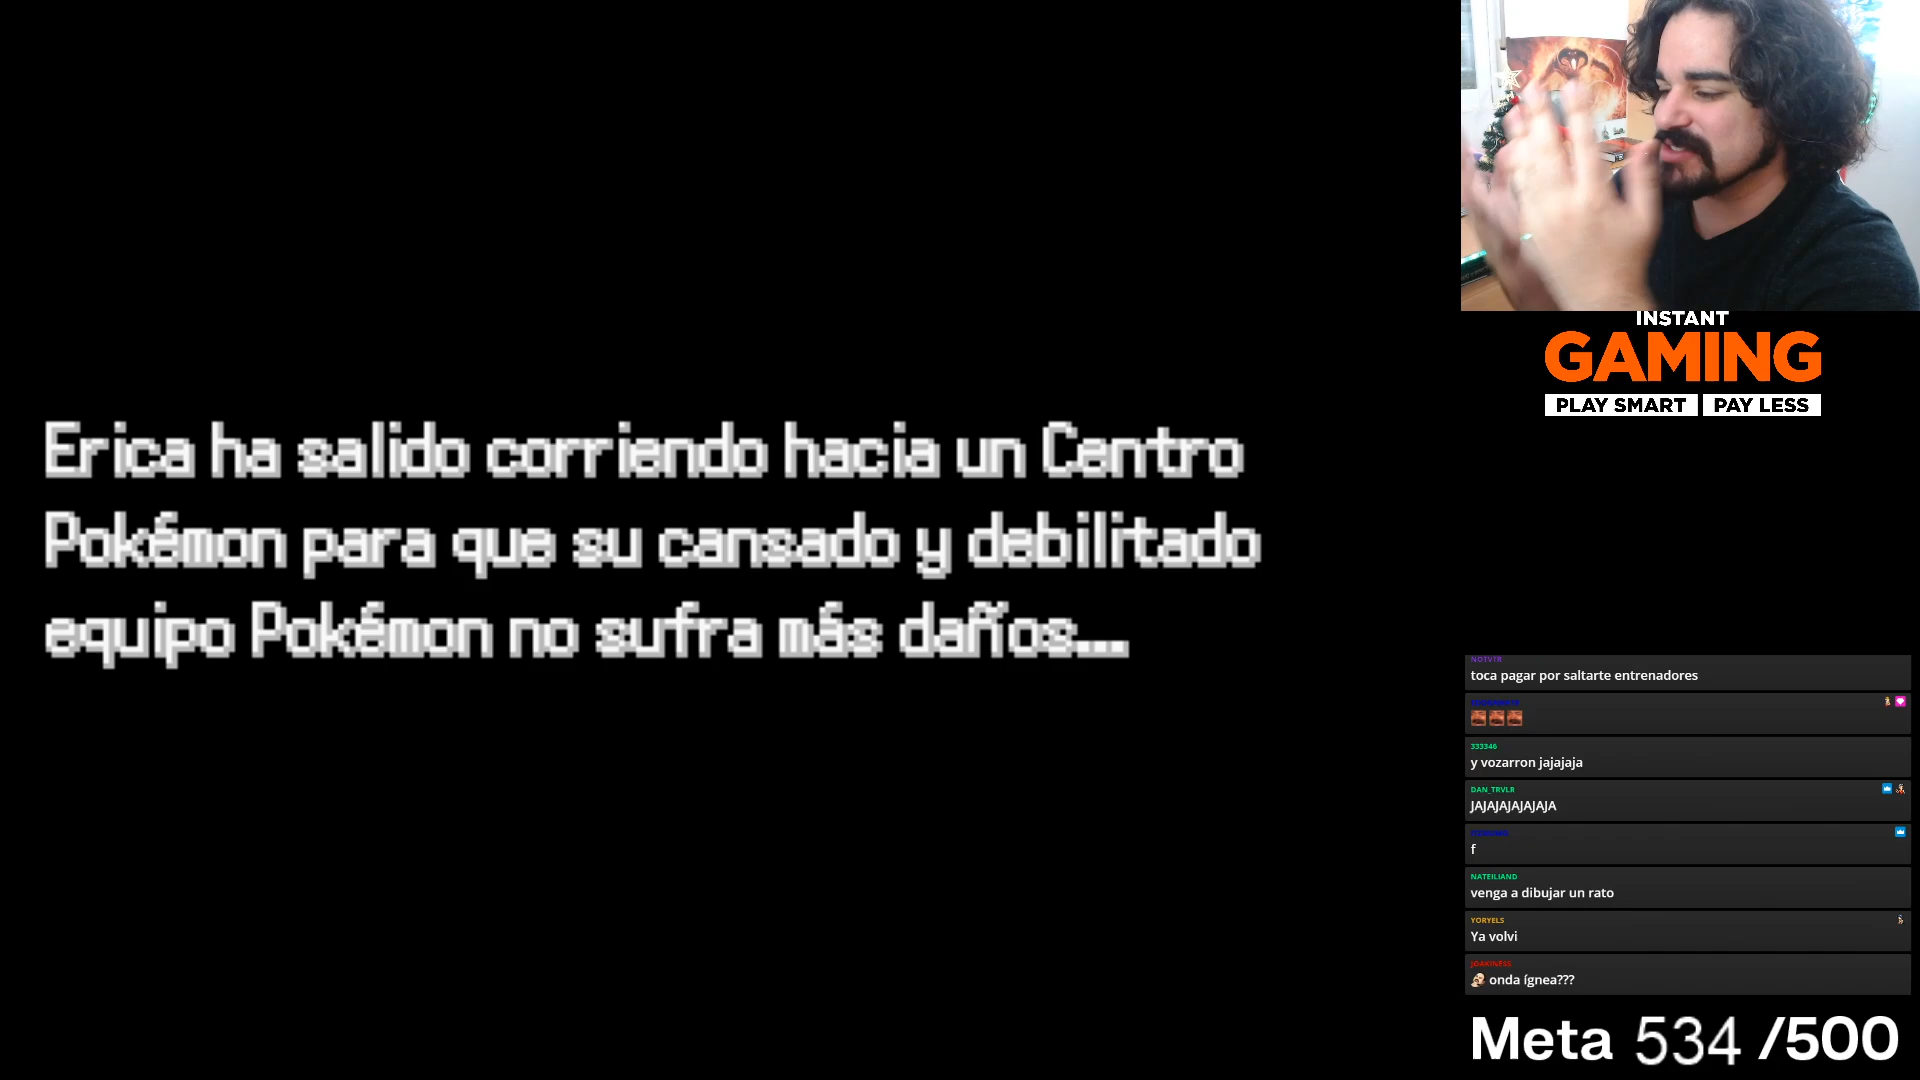 Erica ha salido corriendo hacia un Centro
Pokémon para que su cansado y debilitado
equipo Pokémon no sufra más daños...
INSTANT
GAMING
PLAY SMART PAY LESS
NOTVTR
toca pagar por saltarte entrenadores
333346
y vozarron jajajaja
DAN_TRVLR
JAJAJAJAJAJAJA
f
NATEILIAND
venga a dibujar un rato
YORYELS
Ya volvi
JOAKINESS
onda ígnea???
Meta 534 /500